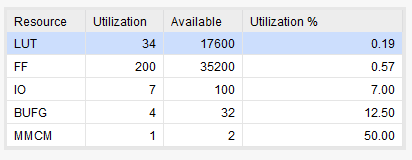 Resource Utilization Available Utilization %
LUT 34 17600 0.19
FF 200 35200 0.57
IO 7 100 7.00
BUFG 4 32 12.50
MMCM 1 2 50.00